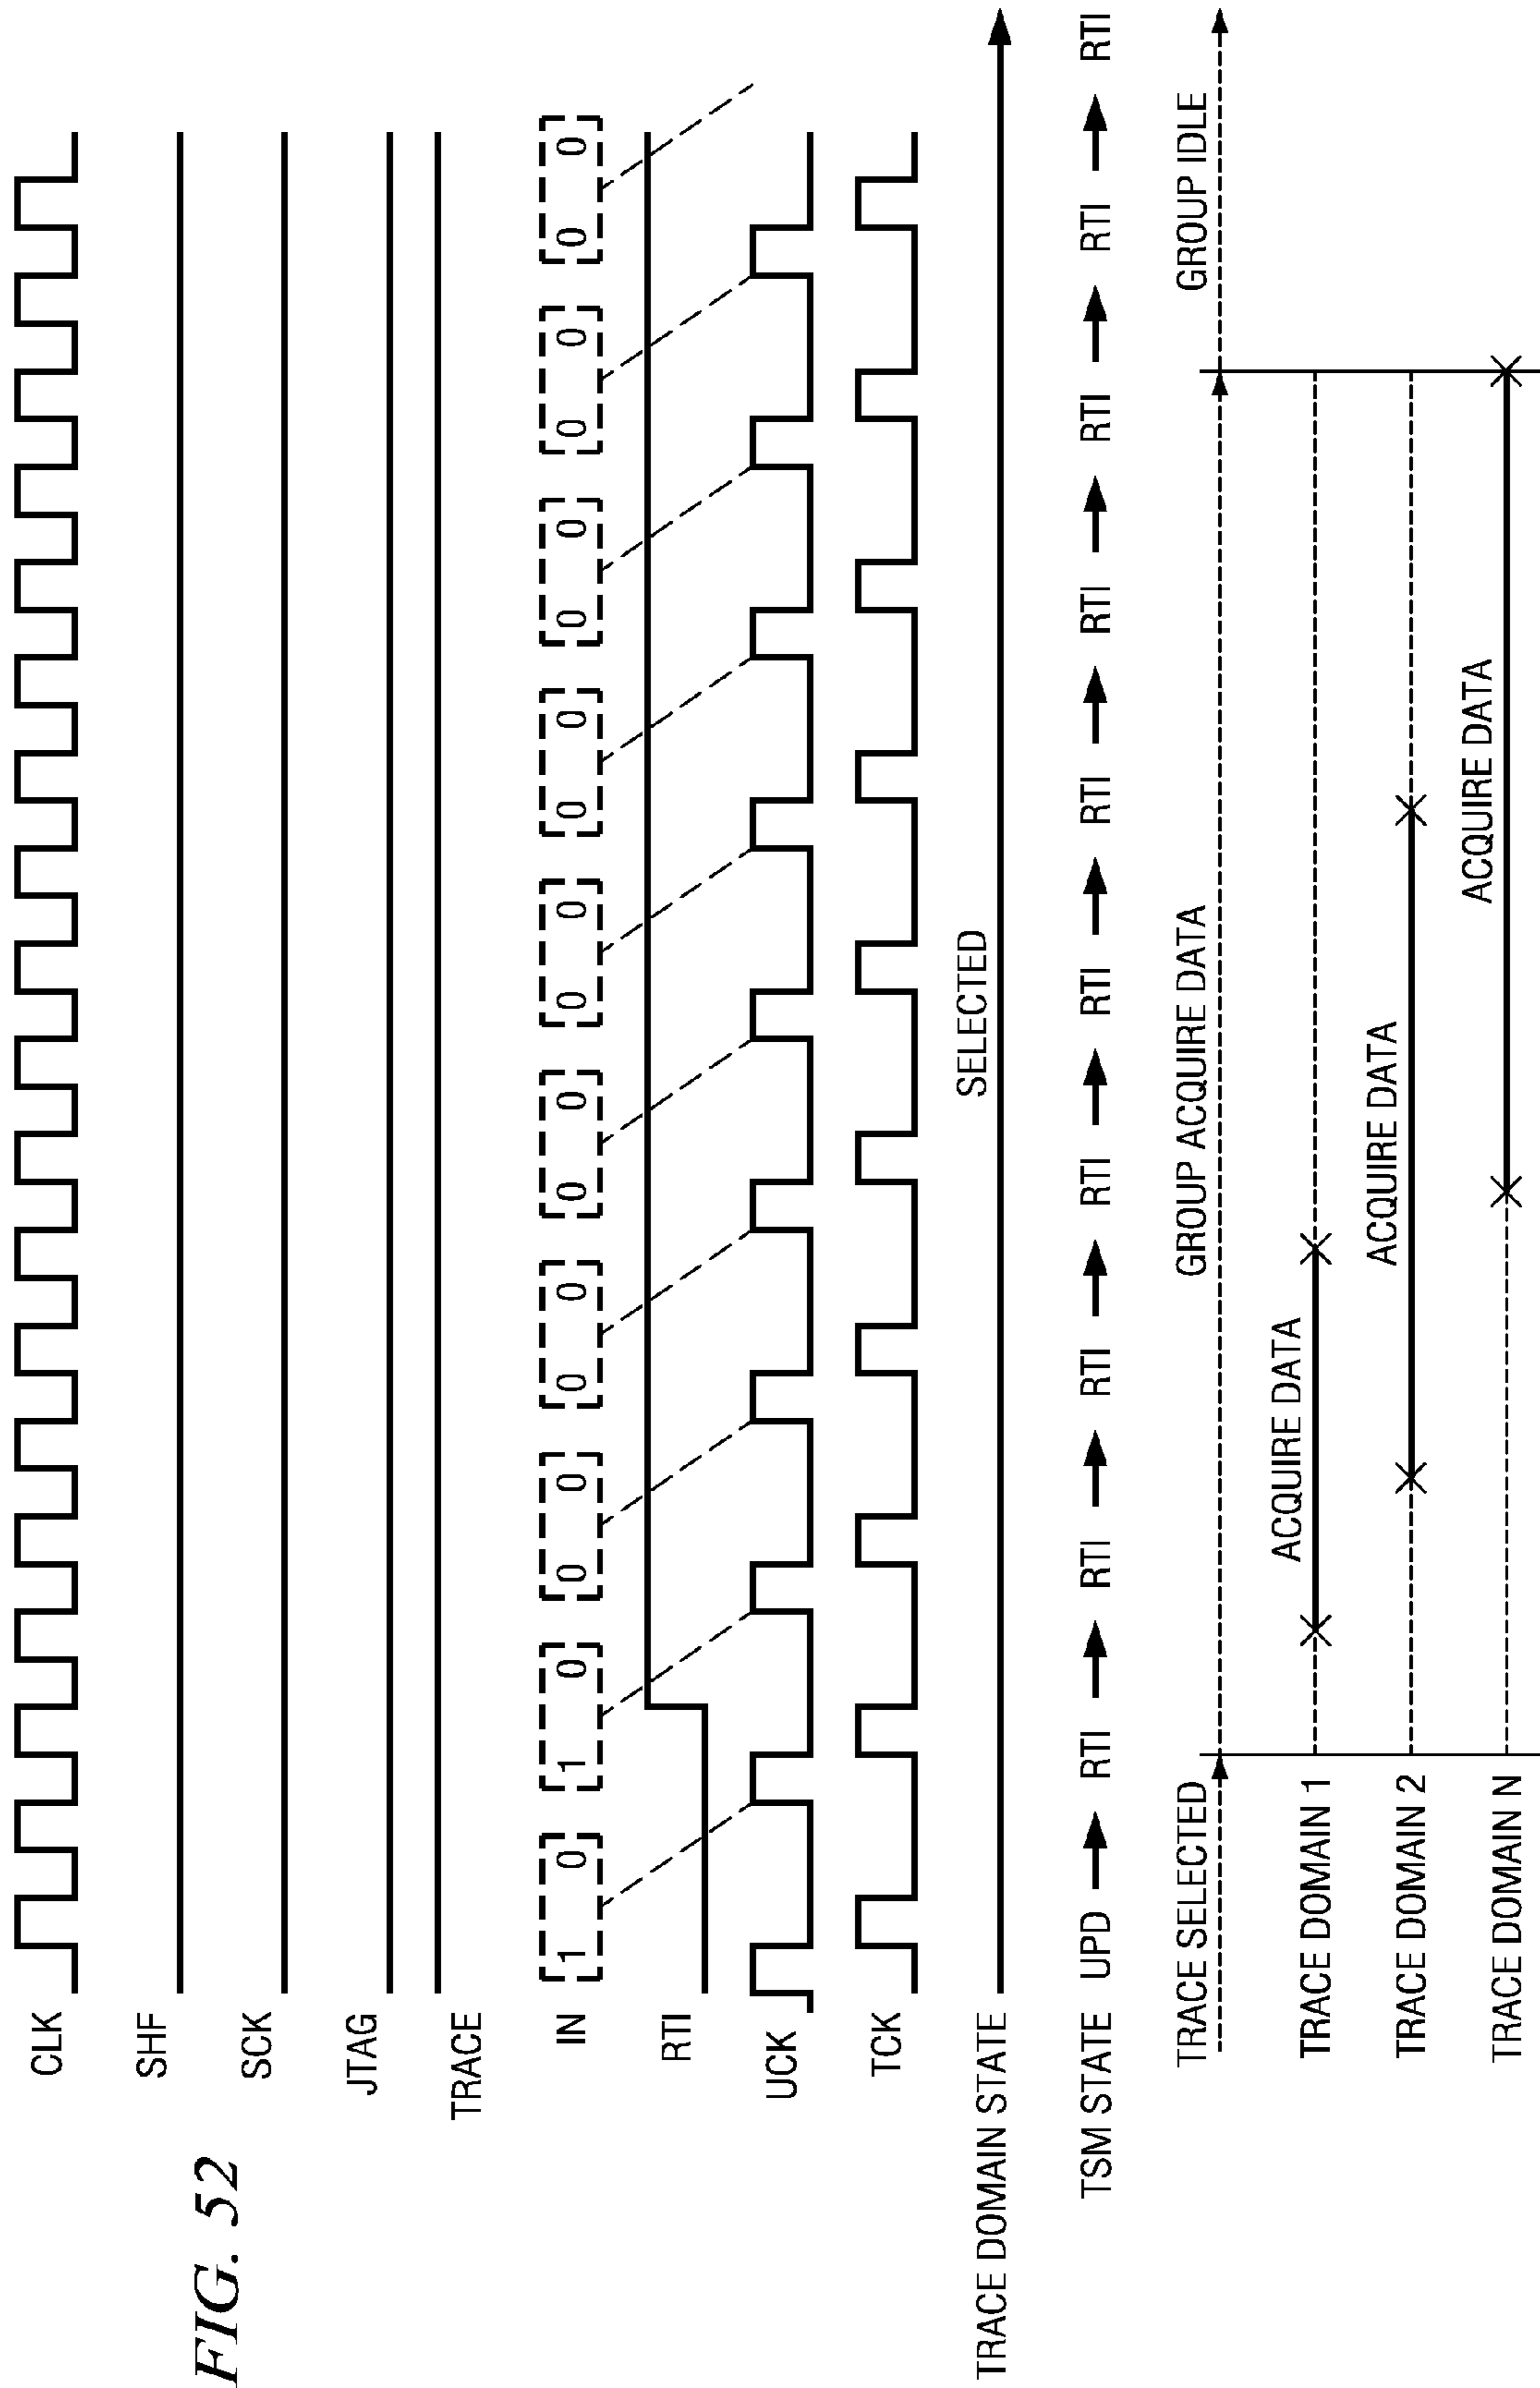 FIG. 52
CLK
SHF
SCK
JTAG
TRACE
IN 1 0 1 0 0 0 0 0 0 0 0 0 0 0 0 0 0 0 0 0
RTI
UCK
TCK
TRACE DOMAIN STATE SELECTED
TSM STATE UPD RTI RTI RTI RTI RTI RTI RTI RTI RTI RTI
TRACE SELECTED GROUP ACQUIRE DATA GROUP IDLE
TRACE DOMAIN 1 ACQUIRE DATA
TRACE DOMAIN 2 ACQUIRE DATA
TRACE DOMAIN N ACQUIRE DATA